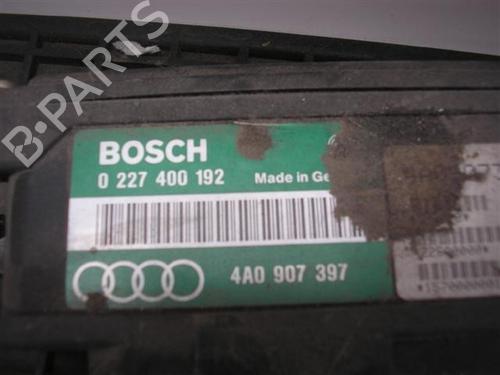 B-PARTS
BOSCH
0 227 400 192
Made in Ge
4A0 907 397